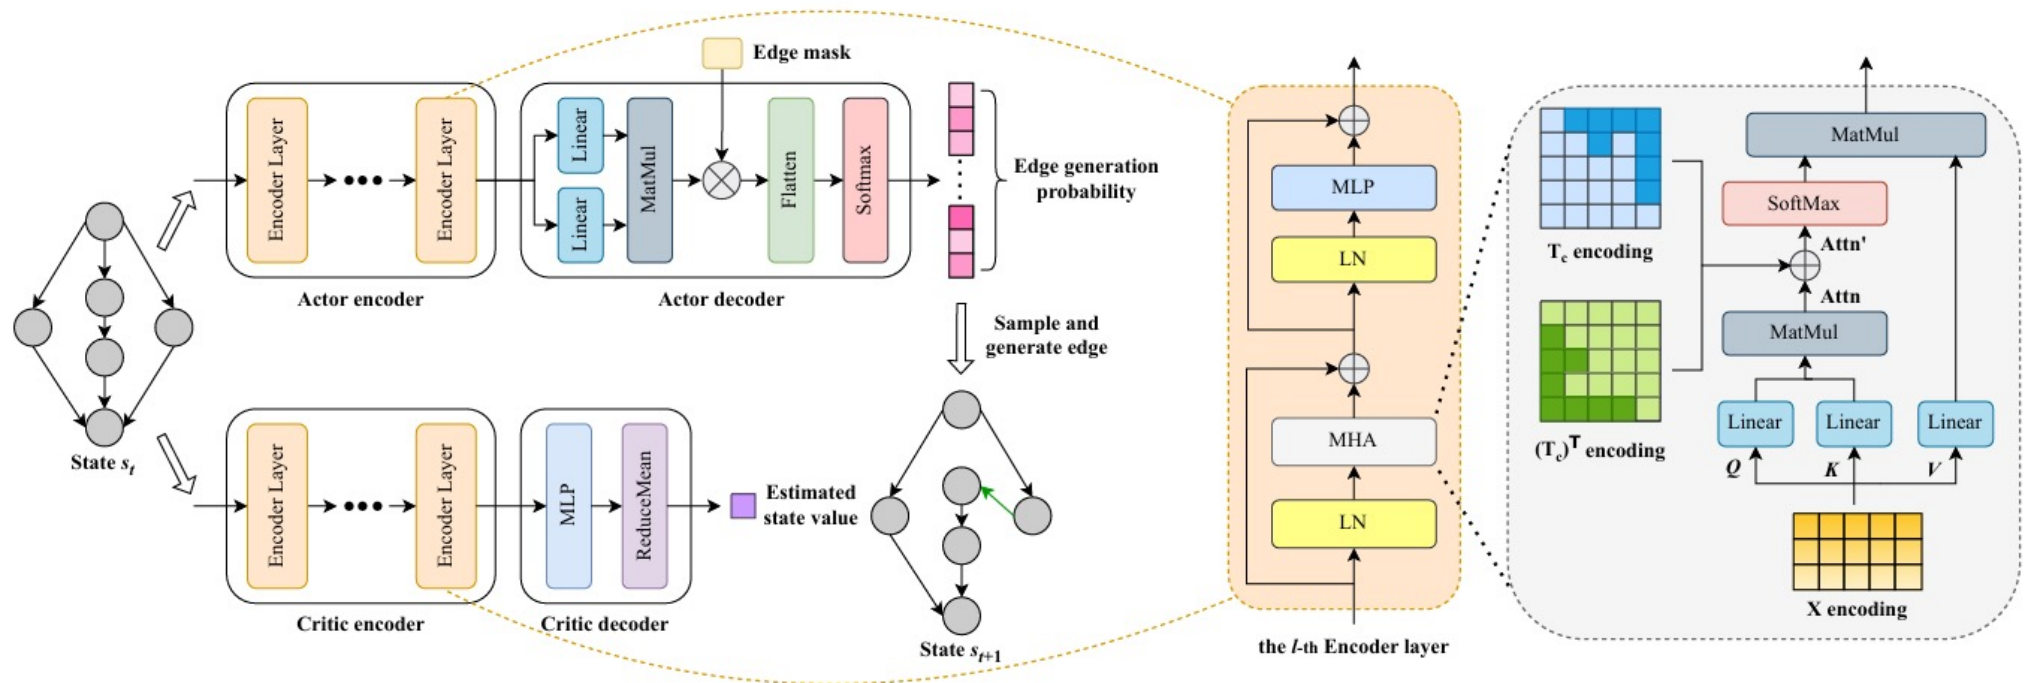 Edge mask
Encoder Layer
Encoder Layer
Linear
Linear
MatMul
Flatten
Softmax
Edge generation
probability
Actor encoder
Actor decoder
State s_t
Sample and
generate edge
Encoder Layer
Encoder Layer
MLP
ReduceMean
Estimated
state value
Critic encoder
Critic decoder
State s_{t+1}
MLP
LN
MHA
LN
the l-th Encoder layer
T_c encoding
(T_c)^T encoding
MatMul
SoftMax
Attn'
Attn
MatMul
Linear
Linear
Linear
Q
K
V
X encoding